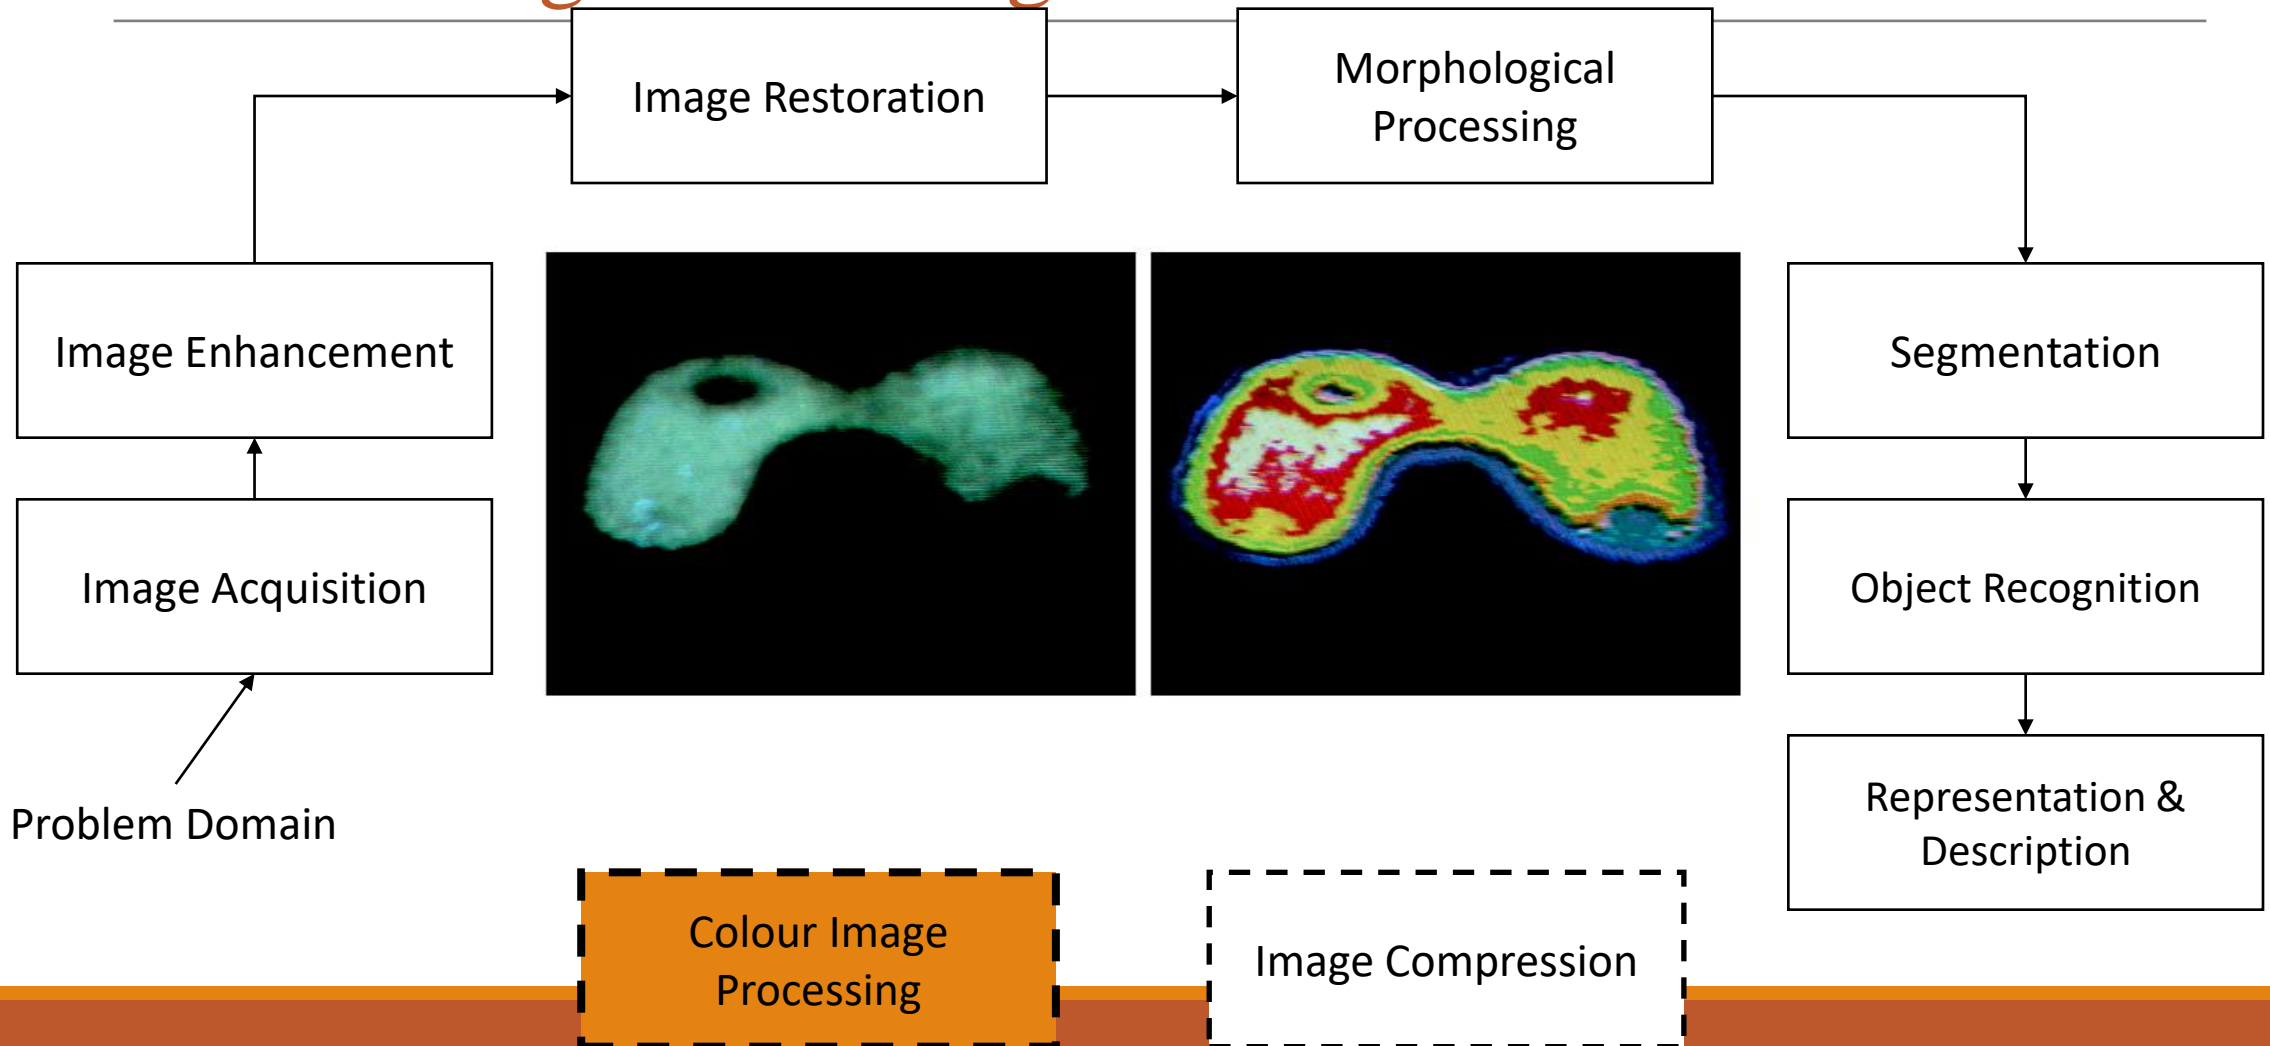 Image Restoration
Morphological
Processing
Image Enhancement
Segmentation
Image Acquisition
Object Recognition
Problem Domain
Representation &
Description
Colour Image
Processing
Image Compression